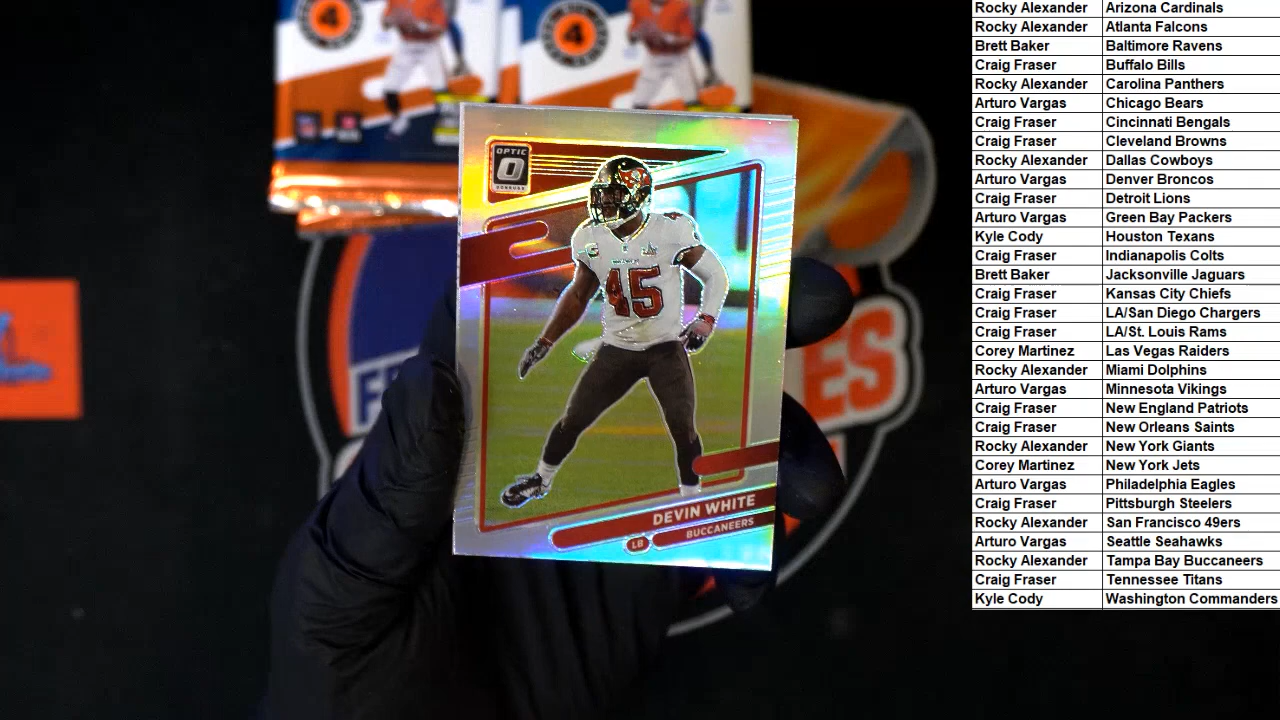 4
4
OPTIC
O
DONRUSS
45
DEVIN WHITE
BUCCANEERS
LB
ES
Rocky Alexander Arizona Cardinals
Rocky Alexander Atlanta Falcons
Brett Baker Baltimore Ravens
Craig Fraser Buffalo Bills
Rocky Alexander Carolina Panthers
Arturo Vargas Chicago Bears
Craig Fraser Cincinnati Bengals
Craig Fraser Cleveland Browns
Rocky Alexander Dallas Cowboys
Arturo Vargas Denver Broncos
Craig Fraser Detroit Lions
Arturo Vargas Green Bay Packers
Kyle Cody Houston Texans
Craig Fraser Indianapolis Colts
Brett Baker Jacksonville Jaguars
Craig Fraser Kansas City Chiefs
Craig Fraser LA/San Diego Chargers
Craig Fraser LA/St. Louis Rams
Corey Martinez Las Vegas Raiders
Rocky Alexander Miami Dolphins
Arturo Vargas Minnesota Vikings
Craig Fraser New England Patriots
Craig Fraser New Orleans Saints
Rocky Alexander New York Giants
Corey Martinez New York Jets
Arturo Vargas Philadelphia Eagles
Craig Fraser Pittsburgh Steelers
Rocky Alexander San Francisco 49ers
Arturo Vargas Seattle Seahawks
Rocky Alexander Tampa Bay Buccaneers
Craig Fraser Tennessee Titans
Kyle Cody Washington Commanders